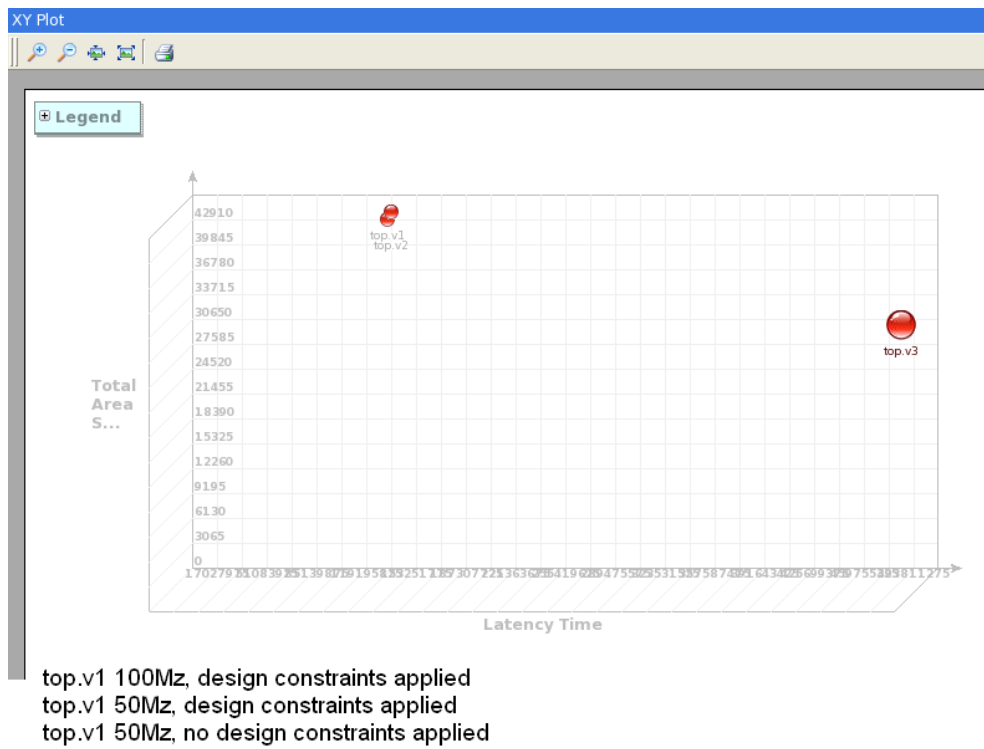 XY Plot
Legend
42910
top.v1
39845
top.v2
36780
33715
30650
27585
top.v3
24520
Total
21455
Area
18390
S...
15325
12260
9195
6130
3065
0
Latency Time
top.v1 100Mz, design constraints applied
top.v1 50Mz, design constraints applied
top.v1 50Mz, no design constraints applied